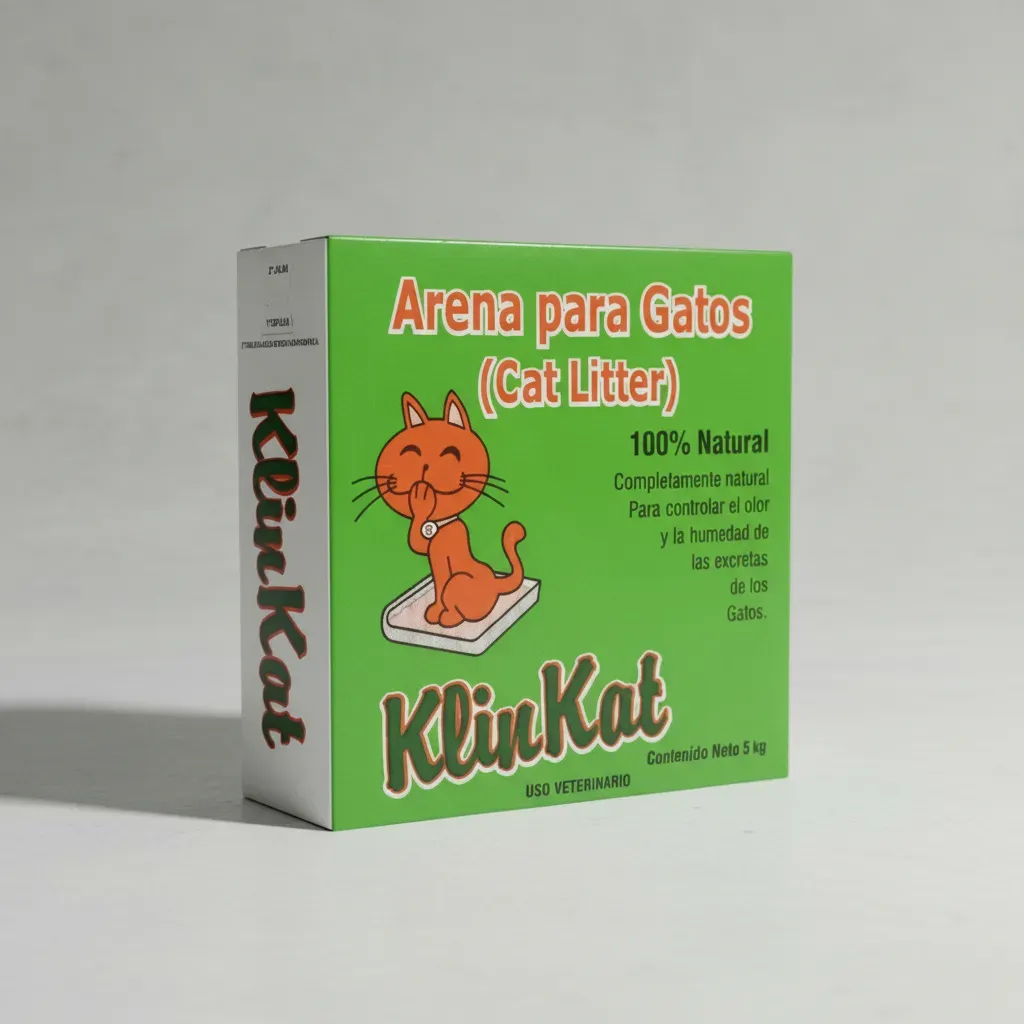 KlinKat
Arena para Gatos
(Cat Litter)
100% Natural
Completamente natural
Para controlar el olor
y la humedad de
las excretas
de los
Gatos.
KlinKat
Contenido Neto 5 kg
USO VETERINARIO